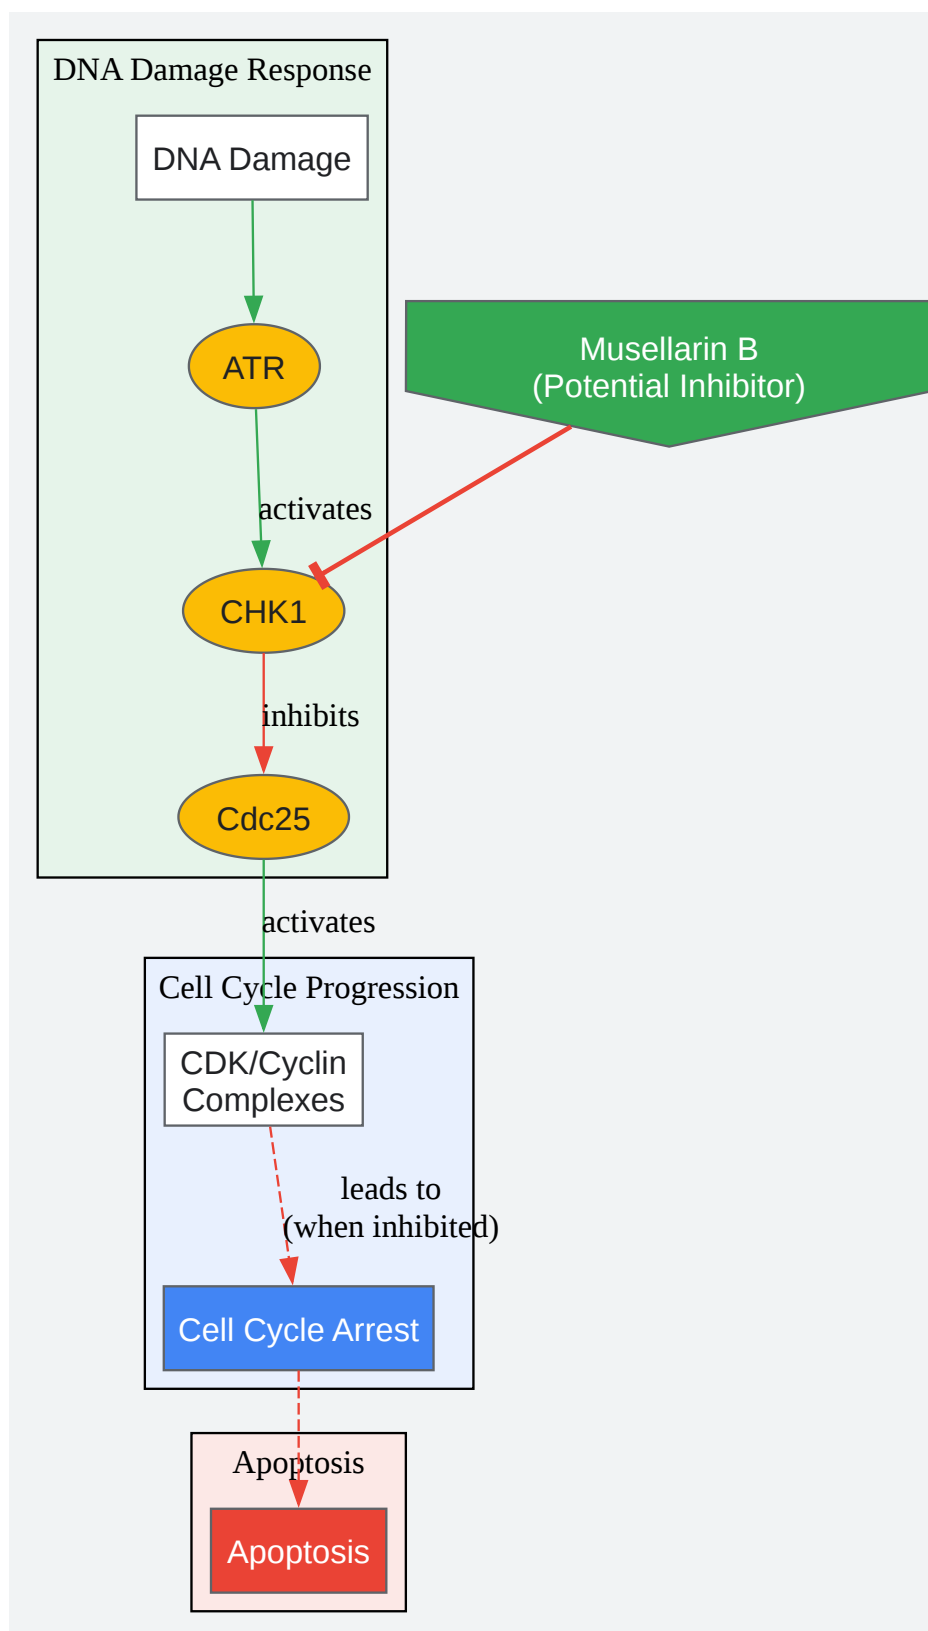 DNA Damage Response
DNA Damage
ATR
Musellarin B
(Potential Inhibitor)
activates
CHK1
inhibits
Cdc25
activates
Cell Cycle Progression
CDK/Cyclin
Complexes
leads to
(when inhibited)
Cell Cycle Arrest
Apoptosis
Apoptosis